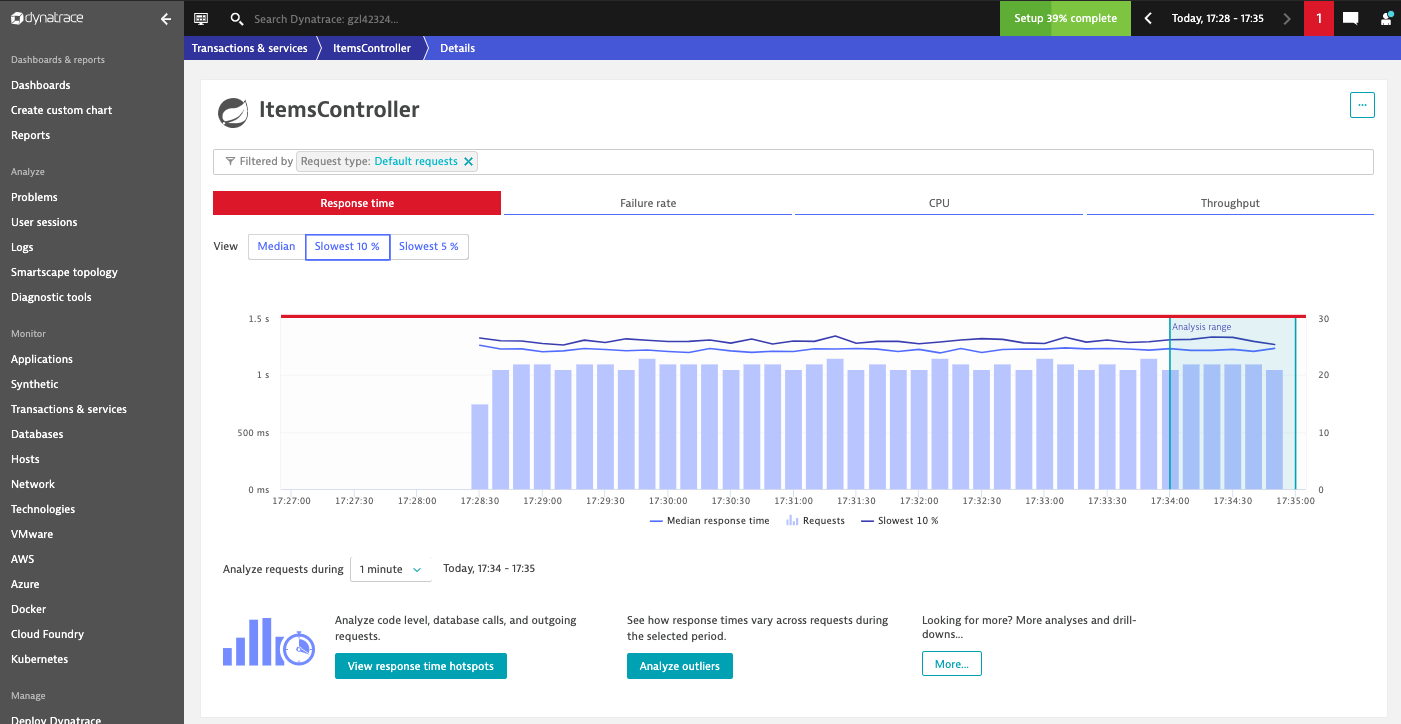 dynatrace
Search Dynatrace: gzl42324...
Setup 39% complete
Today, 17:28 - 17:35
1
Transactions & services
ItemsController
Details
Dashboards & reports
Dashboards
Create custom chart
Reports
Analyze
Problems
User sessions
Logs
Smartscape topology
Diagnostic tools
Monitor
Applications
Synthetic
Transactions & services
Databases
Hosts
Network
Technologies
VMware
AWS
Azure
Docker
Cloud Foundry
Kubernetes
Manage
Deploy Dynatrace
ItemsController
...
Filtered by Request type: Default requests
Response time
Failure rate
CPU
Throughput
View
Median
Slowest 10 %
Slowest 5 %
1.5 s
1 s
500 ms
0 ms
Analysis range
30
20
10
0
17:27:00 17:27:30 17:28:00 17:28:30 17:29:00 17:29:30 17:30:00 17:30:30 17:31:00 17:31:30 17:32:00 17:32:30 17:33:00 17:33:30 17:34:00 17:34:30 17:35:00
Median response time
Requests
Slowest 10 %
Analyze requests during
1 minute
Today, 17:34 - 17:35
Analyze code level, database calls, and outgoing
requests.
View response time hotspots
See how response times vary across requests during
the selected period.
Analyze outliers
Looking for more? More analyses and drill-
downs...
More...